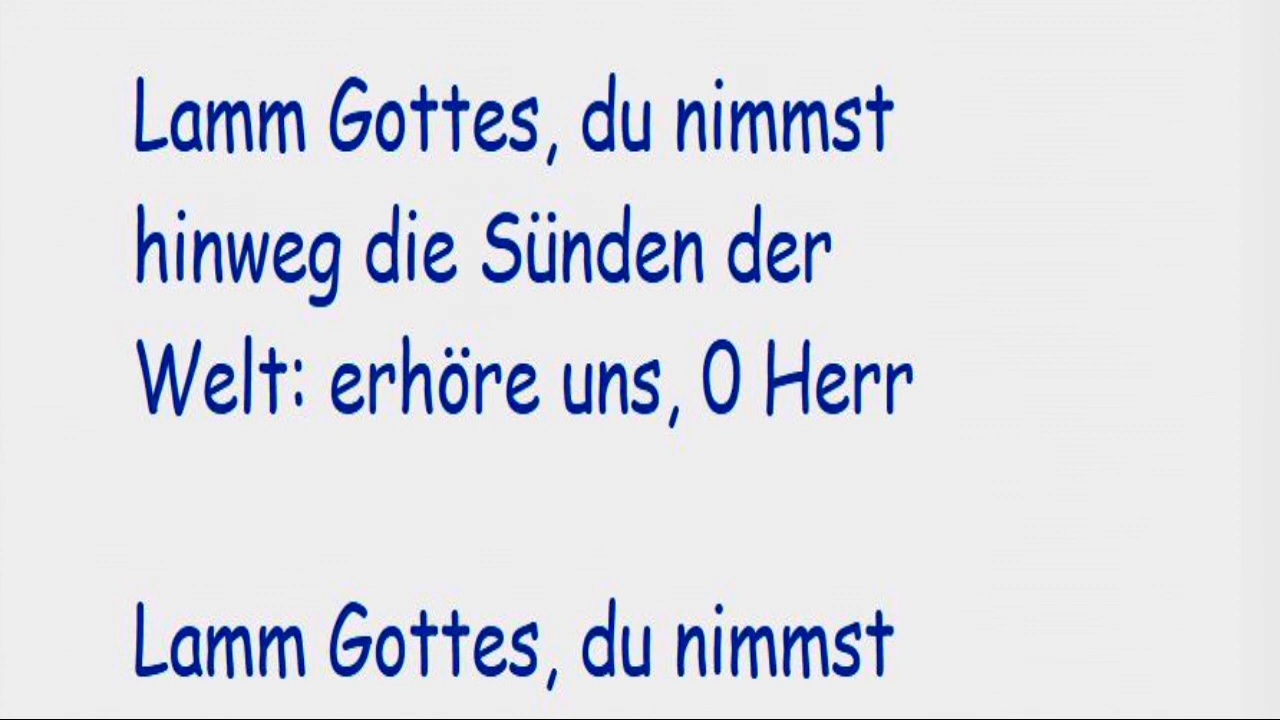 Lamm Gottes, du nimmst
hinweg die Sünden der
Welt: erhöre uns, O Herr
Lamm Gottes, du nimmst